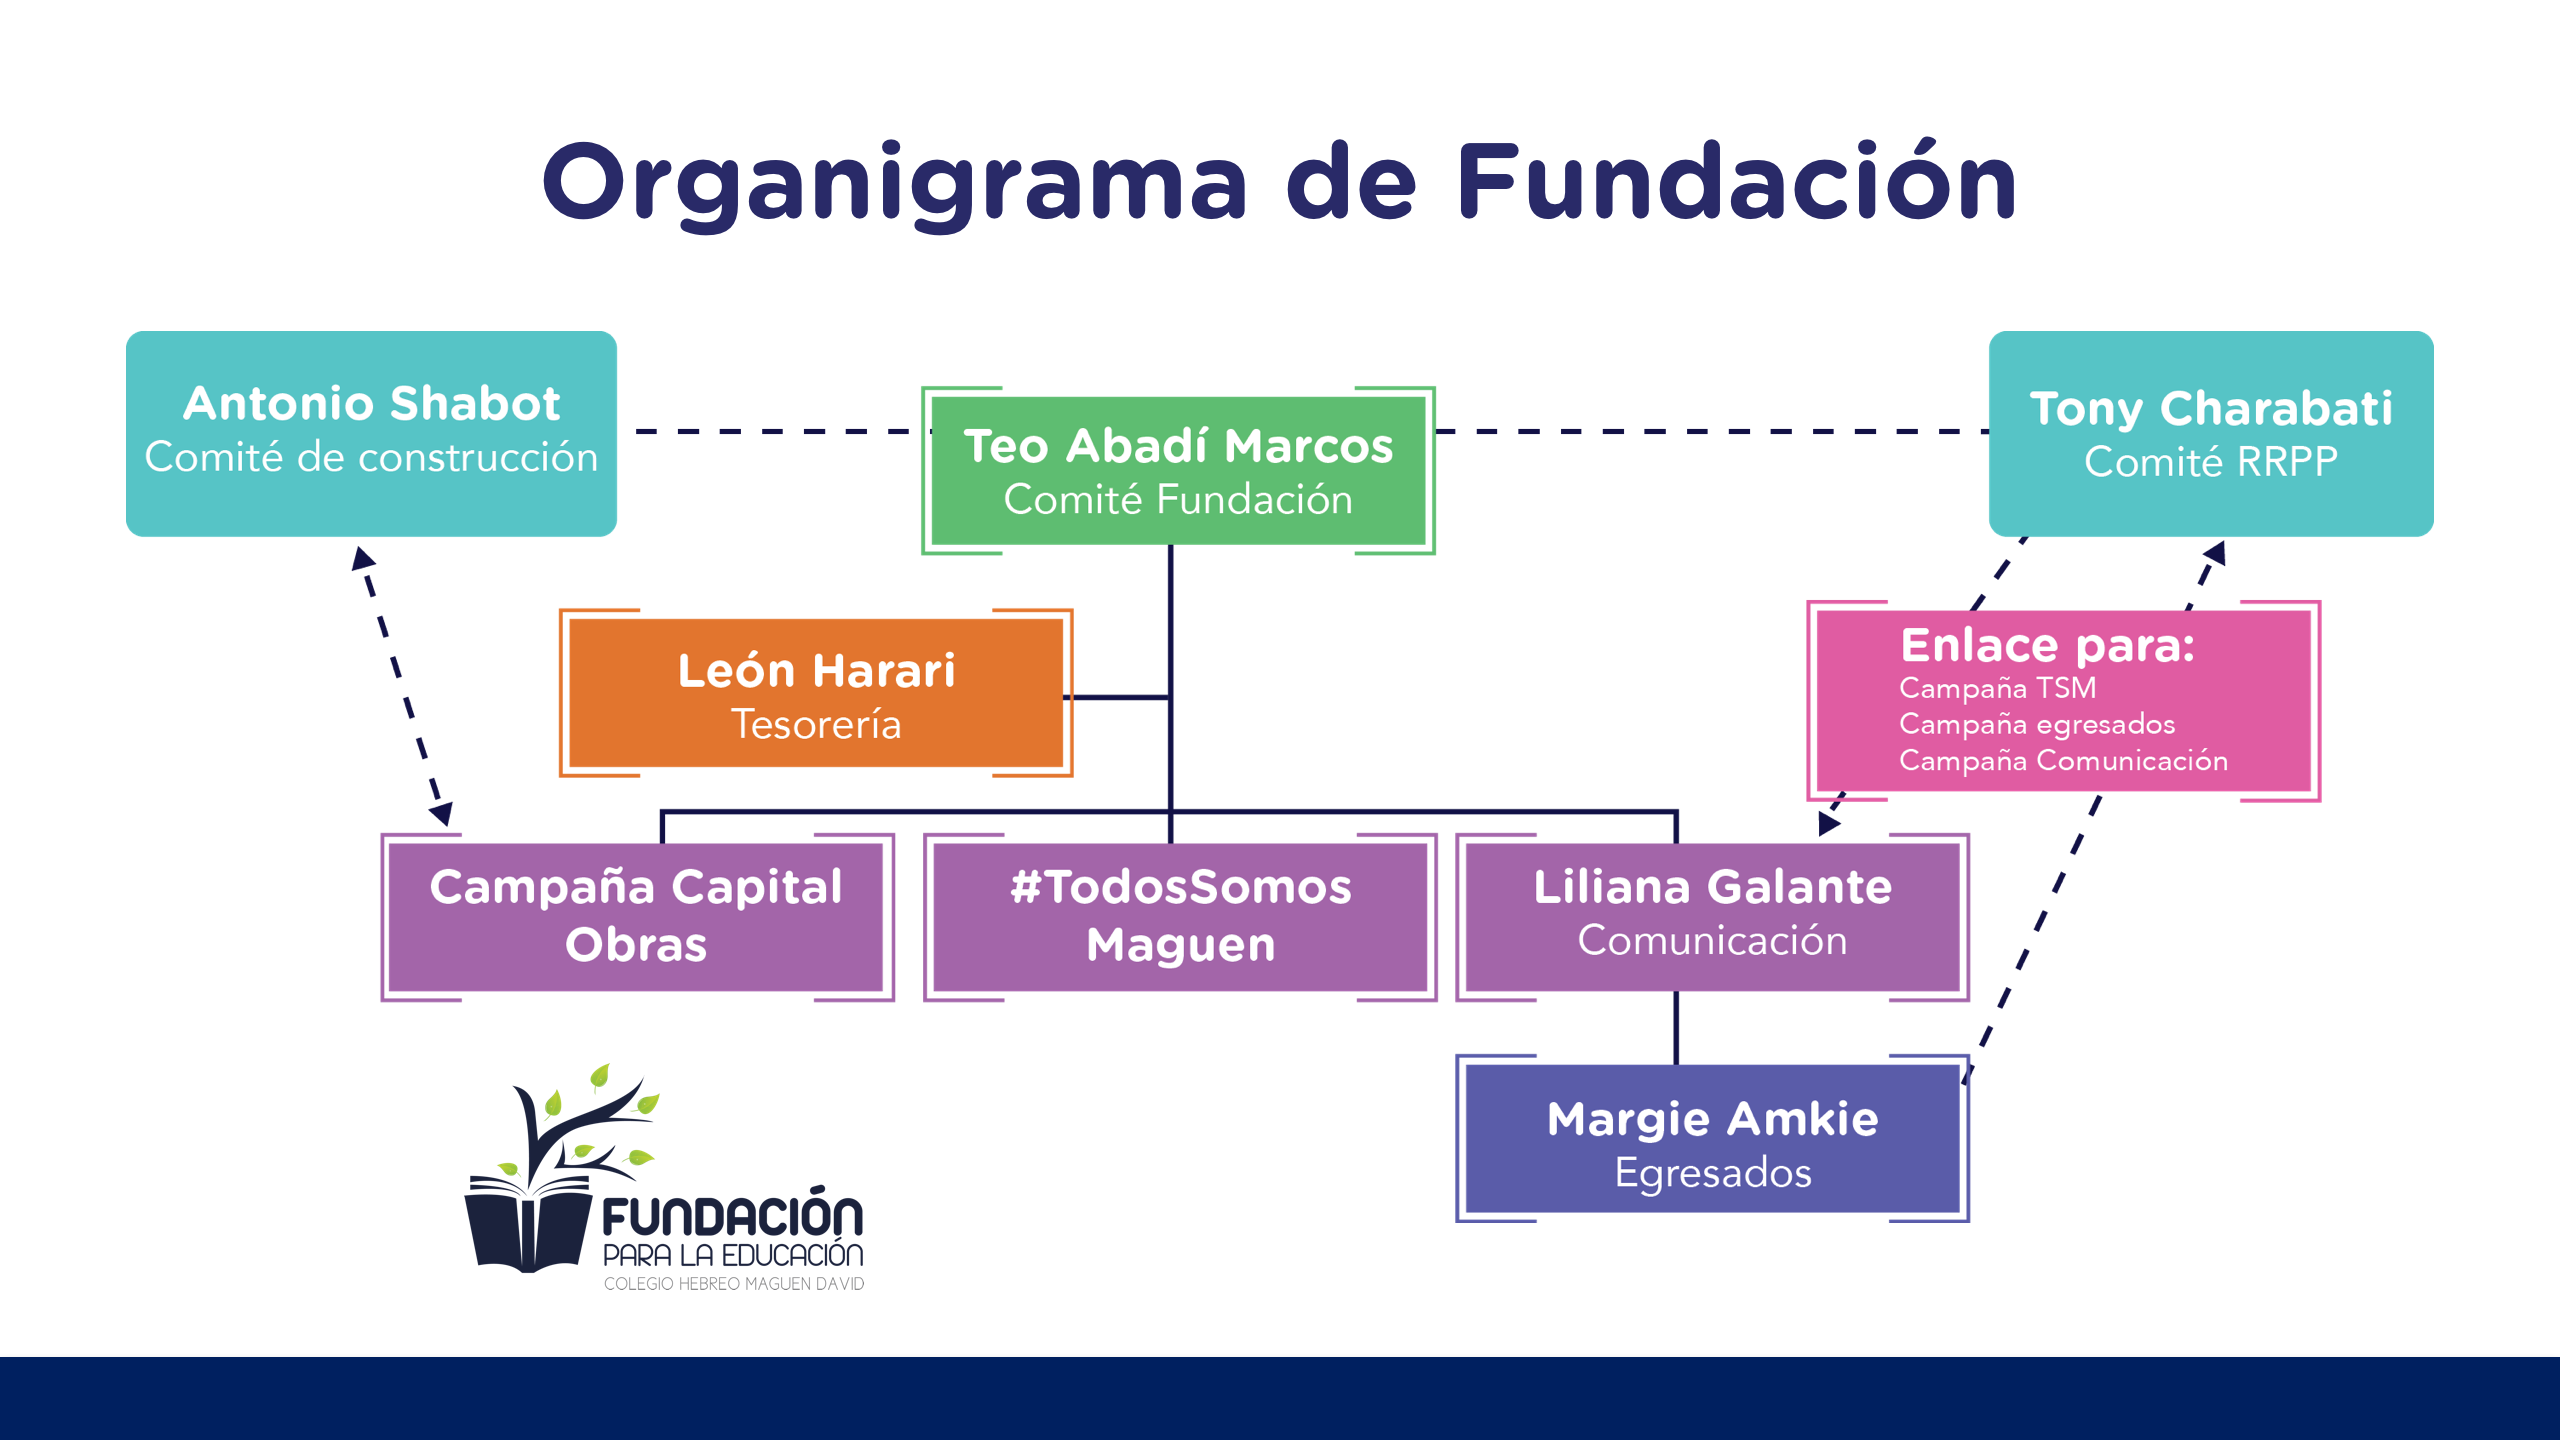 Organigrama de Fundación
Antonio Shabot
Comité de construcción
Teo Abadí Marcos
Comité Fundación
Tony Charabati
Comité RRPP
León Harari
Tesorería
Enlace para:
Campaña TSM
Campaña egresados
Campaña Comunicación
Campaña Capital
Obras
#TodosSomos
Maguen
Liliana Galante
Comunicación
Margie Amkie
Egresados
FUNDACIÓN
PARA LA EDUCACIÓN
COLEGIO HEBREO MAGUEN DAVID